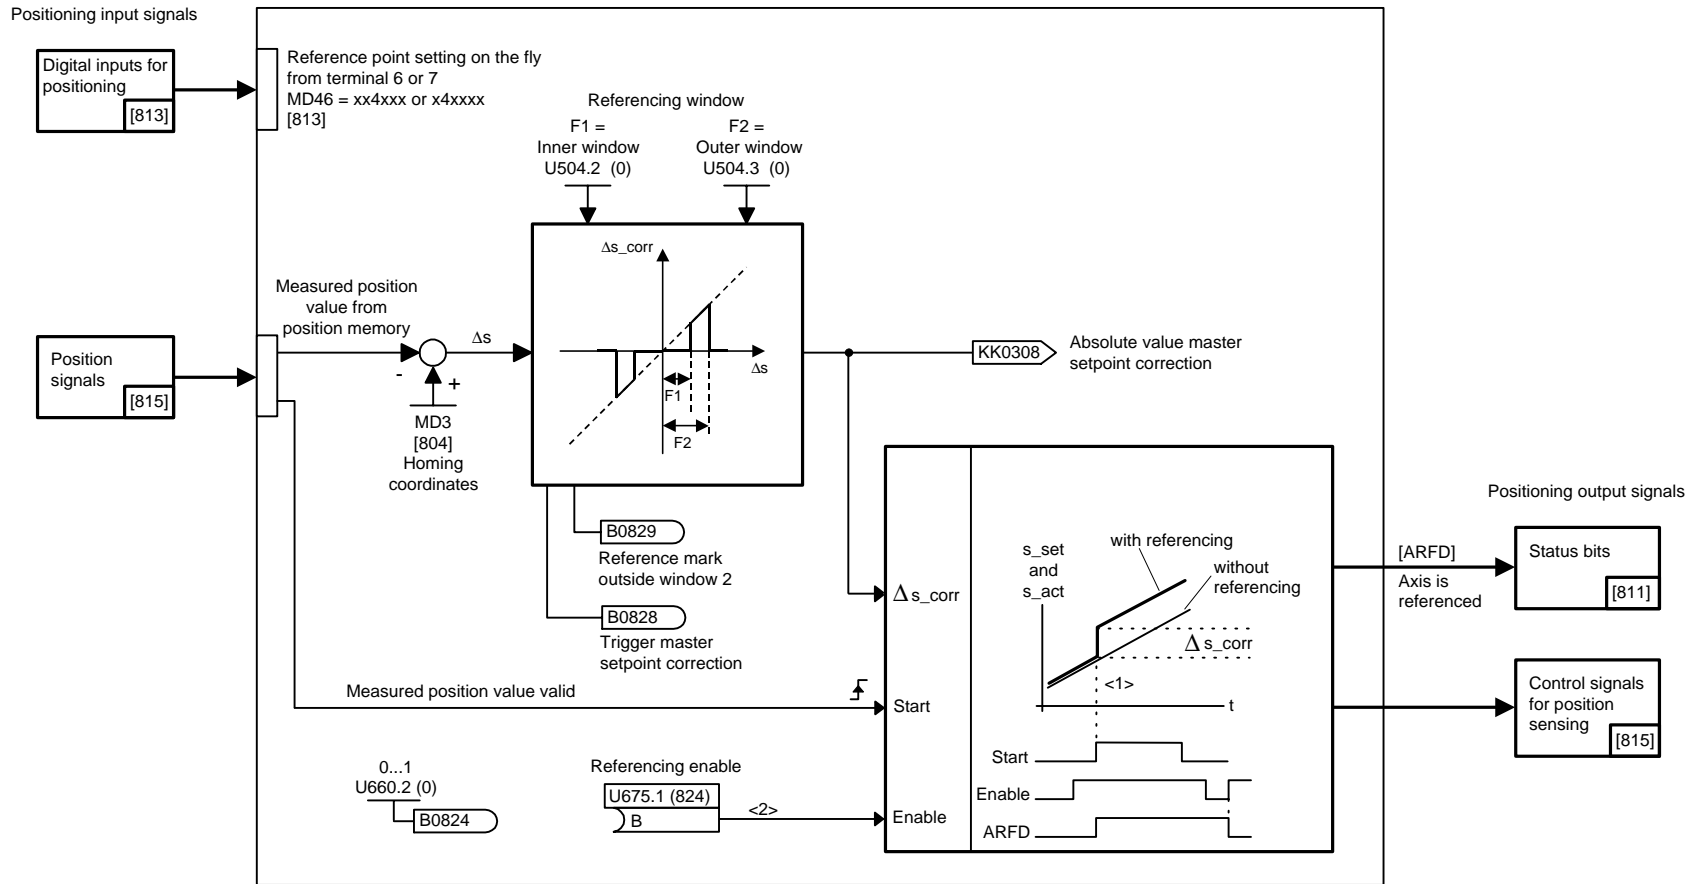 Positioning input signals
Digital inputs for
positioning
[813]
Reference point setting on the fly
from terminal 6 or 7
MD46 = xx4xxx or x4xxxx
[813]
Referencing window
F1 =
Inner window
U504.2 (0)
F2 =
Outer window
U504.3 (0)
Δs_corr
Δs
F1
F2
Measured position
value from
position memory
Δs
-
+
MD3
[804]
Homing
coordinates
Position
signals
[815]
KK0308
Absolute value master
setpoint correction
B0829
Reference mark
outside window 2
B0828
Trigger master
setpoint correction
Measured position value valid
0...1
U660.2 (0)
B0824
Referencing enable
U675.1 (824)
B
<2>
Δ s_corr
Start
Enable
s_set
and
s_act
with referencing
without
referencing
Δ s_corr
<1>
t
Start
Enable
ARFD
Positioning output signals
[ARFD]
Axis is
referenced
Status bits
[811]
Control signals
for position
sensing
[815]